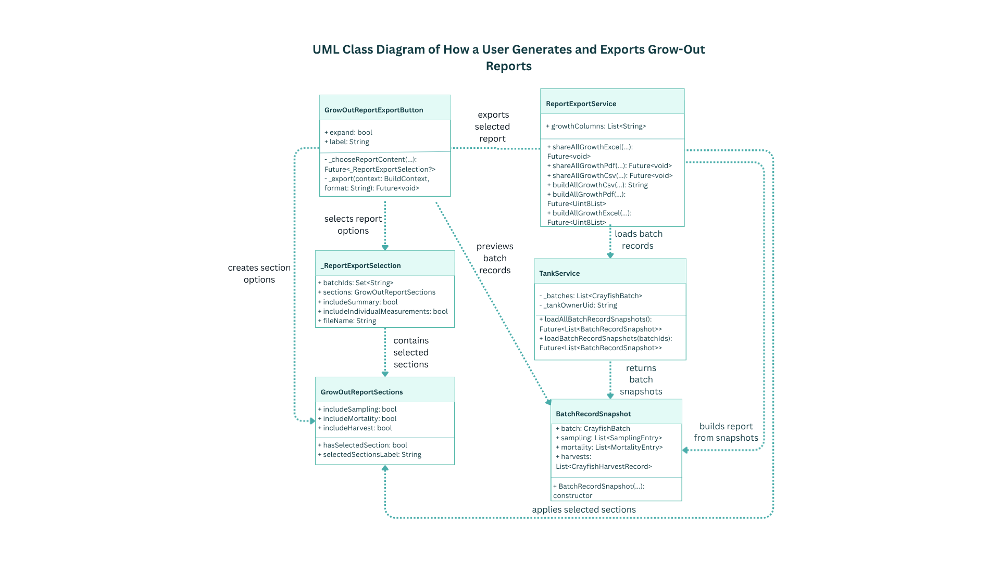 UML Class Diagram of How a User Generates and Exports Grow-Out
Reports
GrowOutReportExportButton
+ expand: bool
+ label: String
- _chooseReportContent(...):
Future<_ReportExportSelection?>
- _export(context: BuildContext,
format: String): Future<void>
exports
selected
report
ReportExportService
+ growthColumns: List<String>
+ shareAllGrowthExcel(...):
Future<void>
+ shareAllGrowthPdf(...): Future<void>
+ shareAllGrowthCsv(...): Future<void>
+ buildAllGrowthCsv(...): String
+ buildAllGrowthPdf(...):
Future<Uint8List>
+ buildAllGrowthExcel(...):
Future<Uint8List>
selects report
options
loads batch
records
previews
batch
records
creates section
options
_ReportExportSelection
+ batchIds: Set<String>
+ sections: GrowOutReportSections
+ includeSummary: bool
+ includeIndividualMeasurements: bool
+ fileName: String
TankService
- _batches: List<CrayfishBatch>
- _tankOwnerUid: String
+ loadAllBatchRecordSnapshots():
Future<List<BatchRecordSnapshot>>
+ loadBatchRecordSnapshots(batchIds):
Future<List<BatchRecordSnapshot>>
contains
selected
sections
returns
batch
snapshots
GrowOutReportSections
+ includeSampling: bool
+ includeMortality: bool
+ includeHarvest: bool
+ hasSelectedSection: bool
+ selectedSectionsLabel: String
BatchRecordSnapshot
+ batch: CrayfishBatch
+ sampling: List<SamplingEntry>
+ mortality: List<MortalityEntry>
+ harvests:
List<CrayfishHarvestRecord>
+ BatchRecordSnapshot(...):
constructor
builds report
from snapshots
applies selected sections